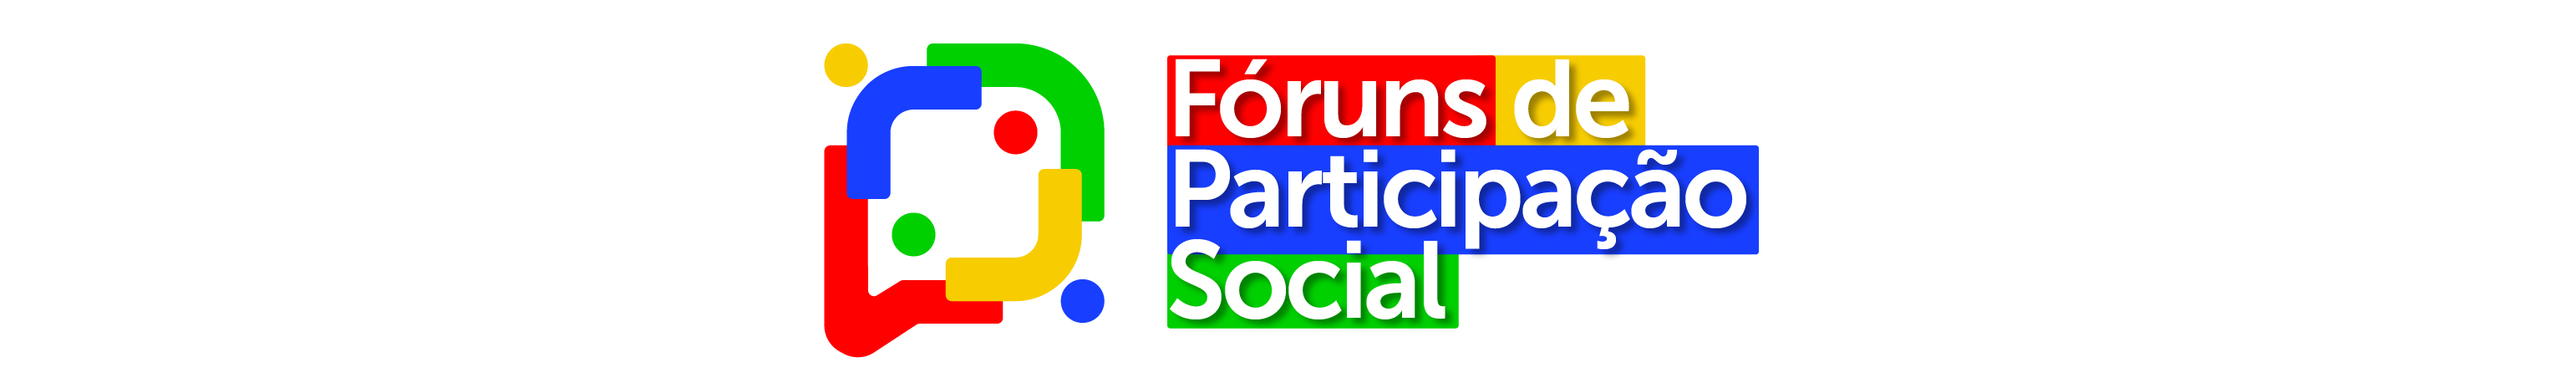 Fóruns de
Participação
Social